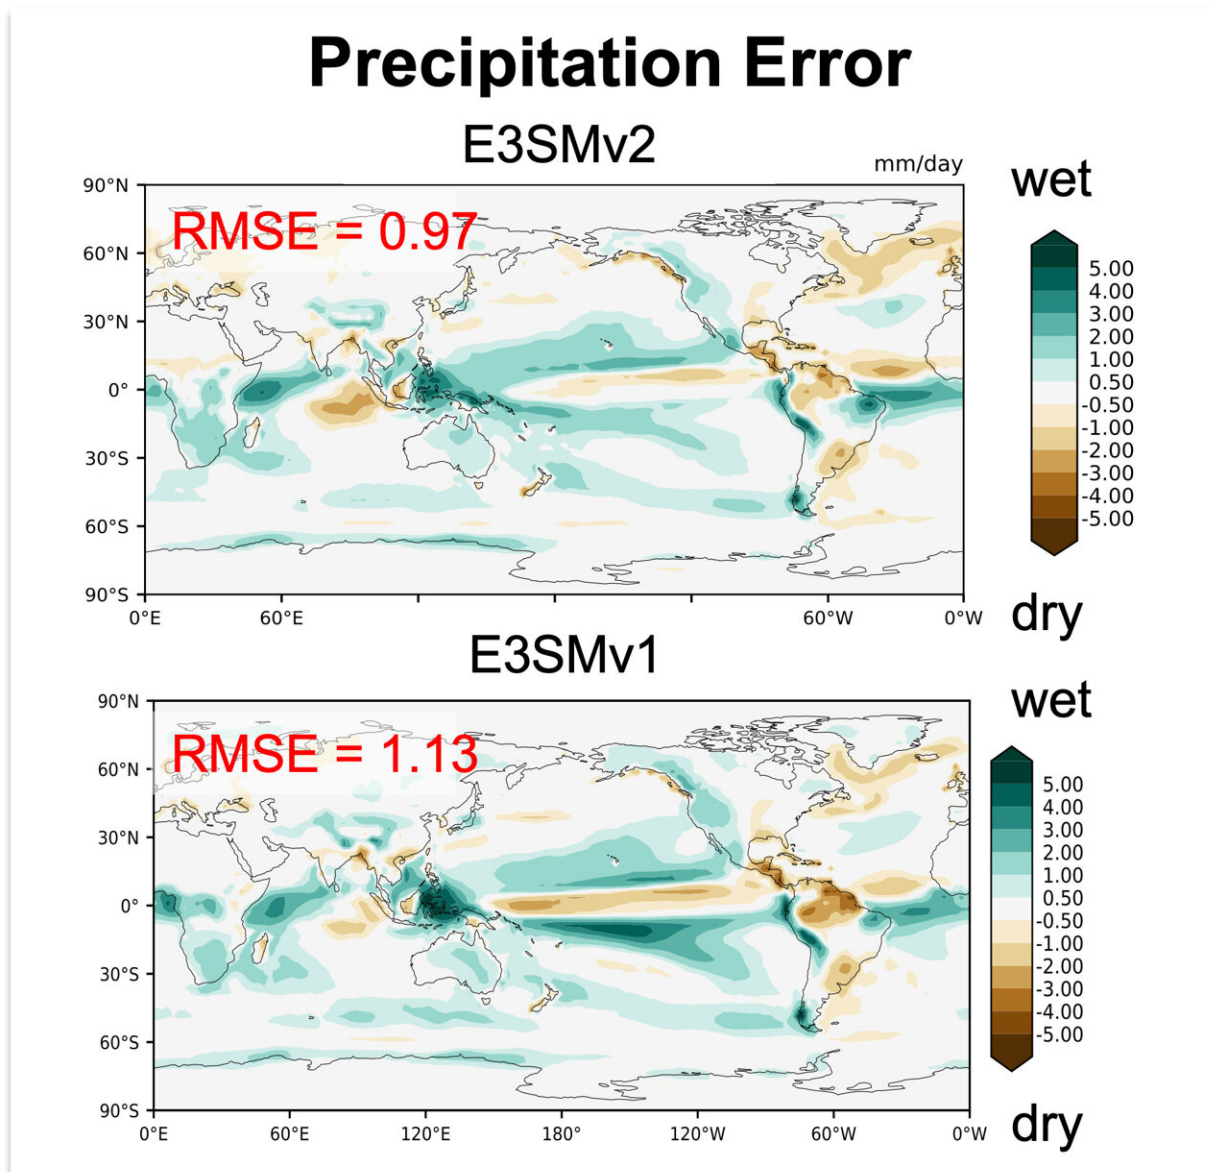 Precipitation Error
E3SMv2
mm/day
wet
90°N
RMSE = 0.97
60°N
30°N
0°
30°S
60°S
90°S
0°E
60°E
60°W
0°W
5.00
4.00
3.00
2.00
1.00
0.50
-0.50
-1.00
-2.00
-3.00
-4.00
-5.00
dry
E3SMv1
wet
90°N
RMSE = 1.13
60°N
30°N
0°
30°S
60°S
90°S
0°E
60°E
120°E
180°
120°W
60°W
0°W
5.00
4.00
3.00
2.00
1.00
0.50
-0.50
-1.00
-2.00
-3.00
-4.00
-5.00
dry